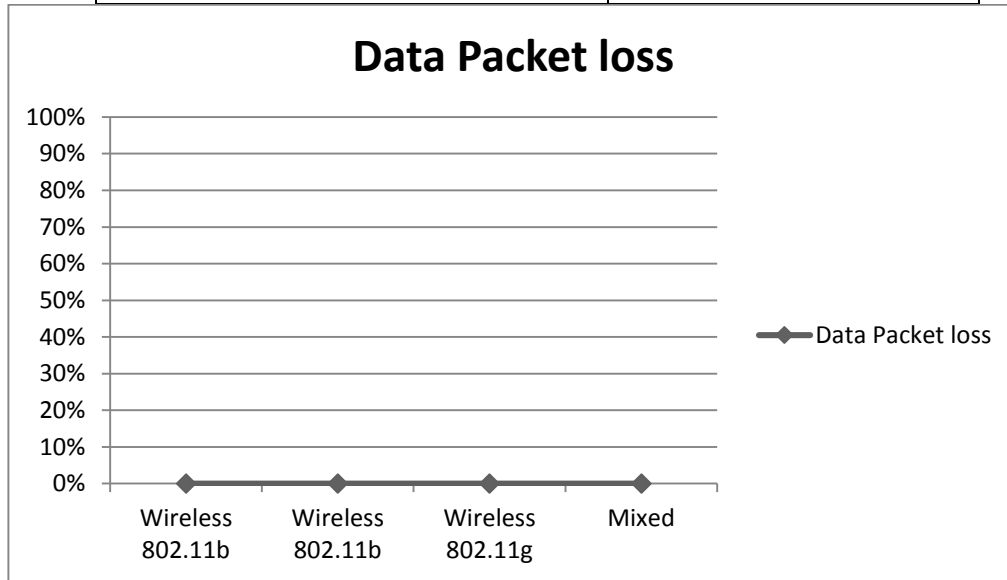 Data Packet loss
100%
90%
80%
70%
60%
50%
40%
30%
20%
10%
0%
Wireless
802.11b
Wireless
802.11b
Wireless
802.11g
Mixed
Data Packet loss